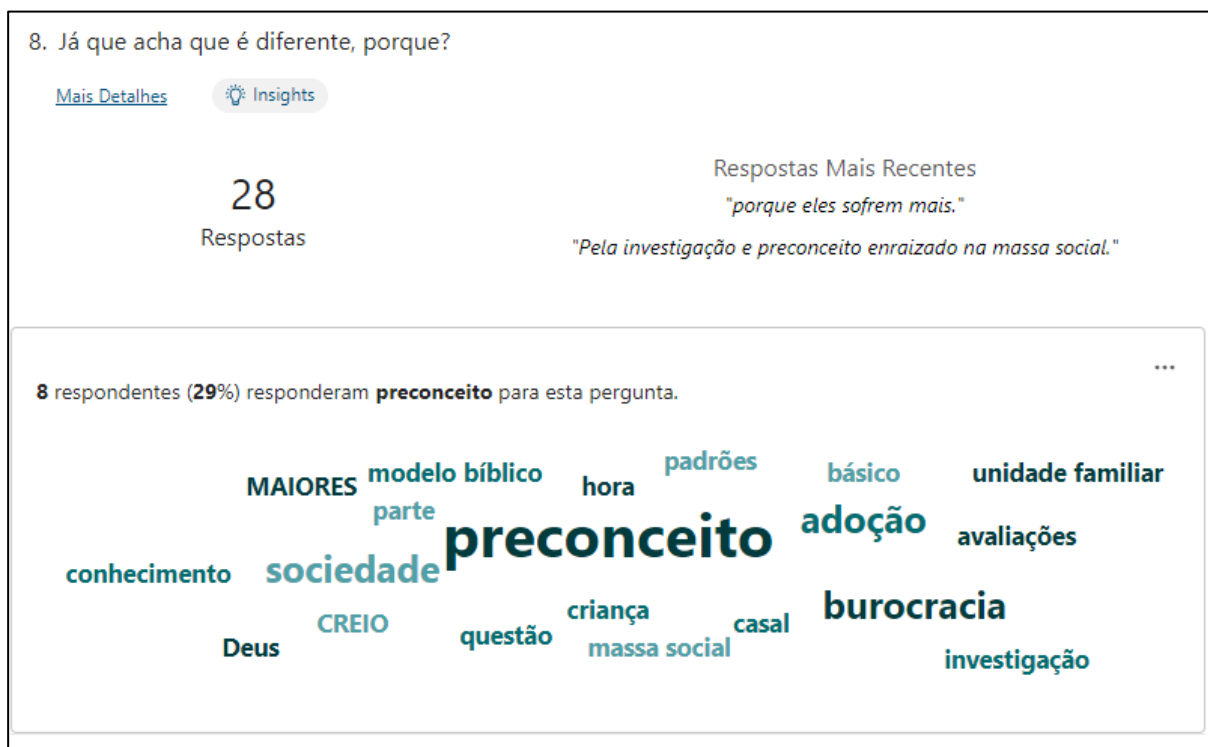 8. Já que acha que é diferente, porque?
Mais Detalhes
Insights
28
Respostas
Respostas Mais Recentes
"porque eles sofrem mais."
"Pela investigação e preconceito enraizado na massa social."
...
8 respondentes (29%) responderam preconceito para esta pergunta.
MAIORES modelo bíblico hora padrões básico unidade familiar
parte preconceito adoção avaliações
conhecimento sociedade
CREIO criança burocracia
Deus questão massa social casal investigação